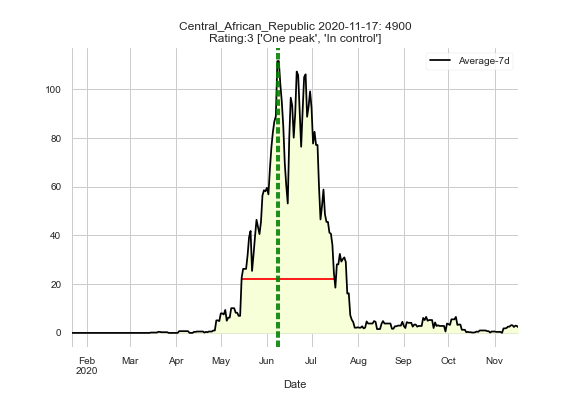 Central_African_Republic 2020-11-17: 4900
Rating:3 ['One peak', 'In control']
Average-7d
100
80
60
40
20
0
Feb Mar Apr May Jun Jul Aug Sep Oct Nov
2020
Date